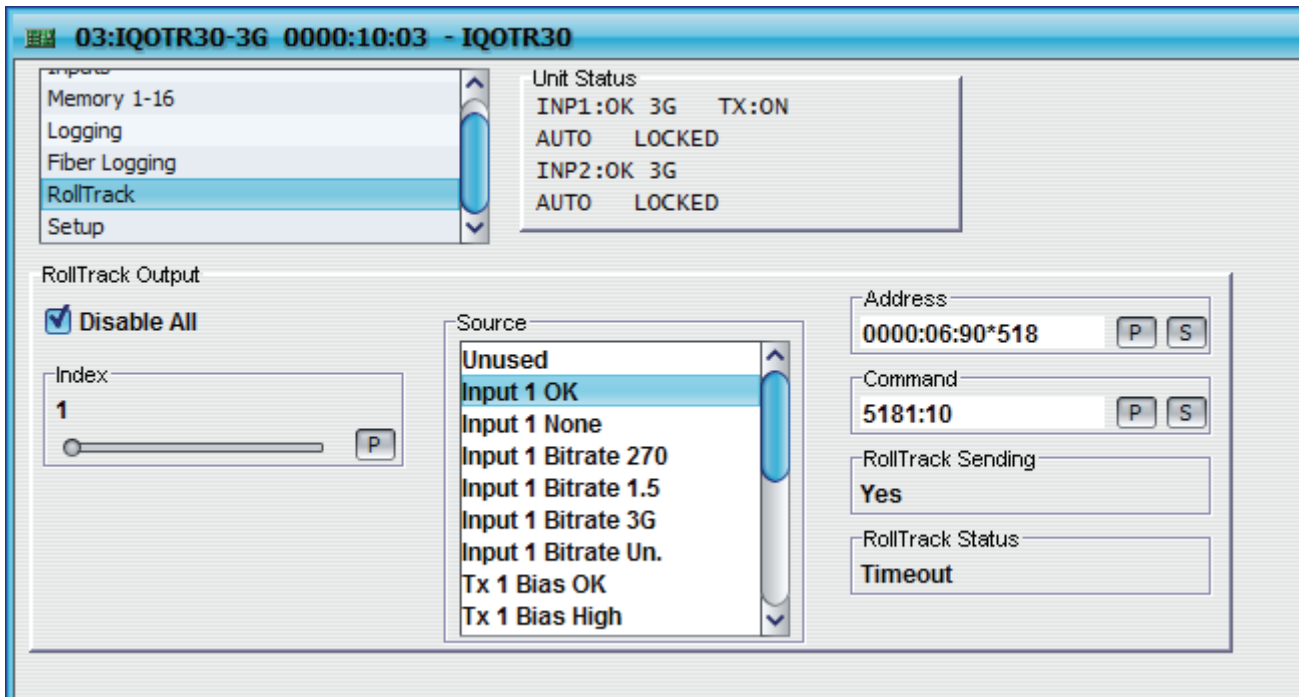 03:IQOTR30-3G 0000:10:03 - IQOTR30
Inputs
Memory 1-16
Logging
Fiber Logging
RollTrack
Setup
Unit Status
INP1:OK 3G TX:ON
AUTO LOCKED
INP2:OK 3G
AUTO LOCKED
RollTrack Output
Disable All
Index
1
P
Source
Unused
Input 1 OK
Input 1 None
Input 1 Bitrate 270
Input 1 Bitrate 1.5
Input 1 Bitrate 3G
Input 1 Bitrate Un.
Tx 1 Bias OK
Tx 1 Bias High
Address
0000:06:90*518 P S
Command
5181:10 P S
RollTrack Sending
Yes
RollTrack Status
Timeout